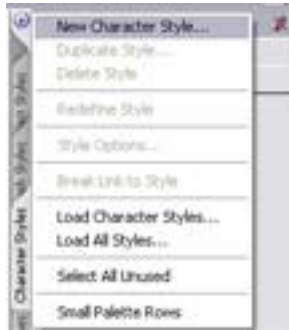 New Character Style...
Duplicate Style...
Delete Style
Redefine Style
Style Options...
Break Link to Style
Load Character Styles...
Load All Styles...
Select All Unused
Small Palette Rows
Character Styles